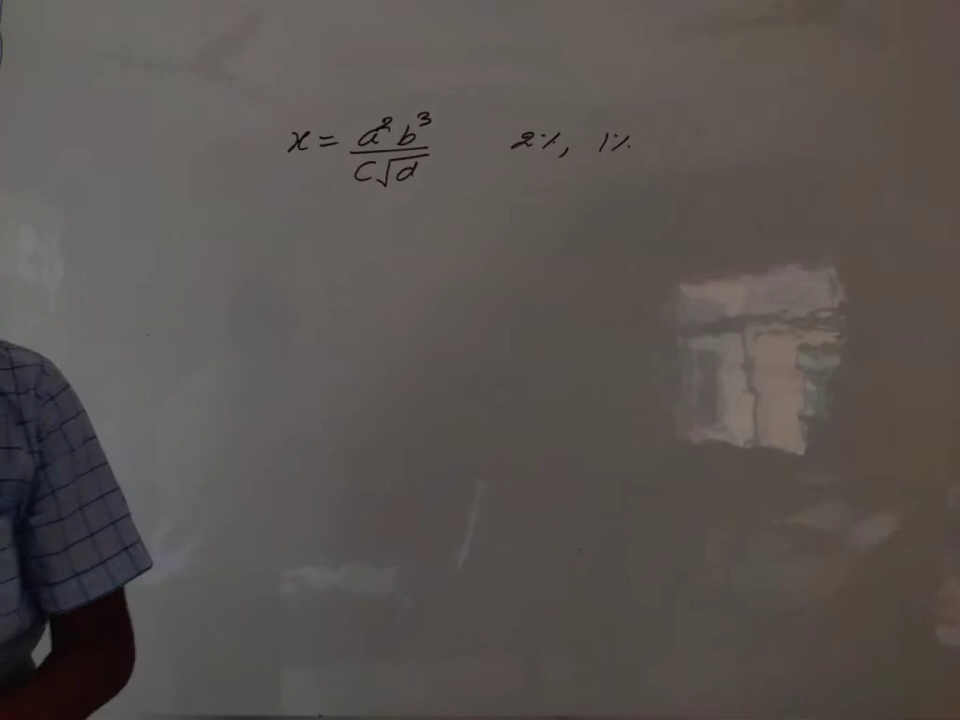 x = a²b³ / c√d 2%, 1%